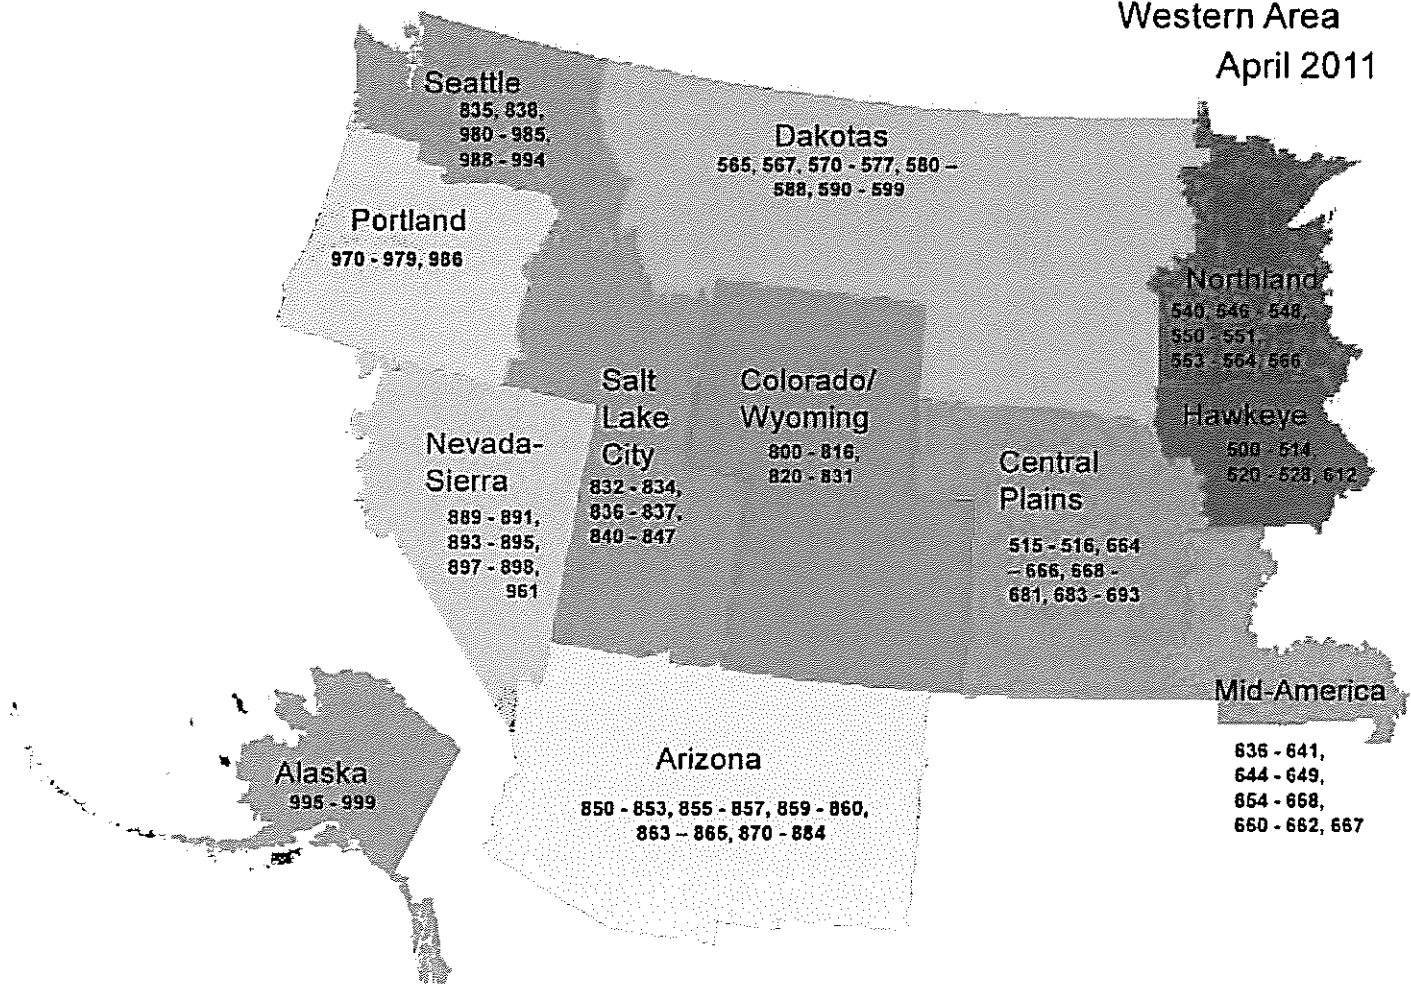 Western Area
April 2011
Seattle
835, 838,
980 - 985,
988 - 994
Dakotas
565, 567, 570 - 577, 580 –
588, 590 - 599
Portland
970 - 979, 986
Northland
540, 546 - 548,
550 - 551,
553 - 564, 566
Salt
Lake
City
832 - 834,
836 - 837,
840 - 847
Colorado/
Wyoming
800 - 816,
820 - 831
Hawkeye
500 - 514,
520 - 528, 612
Nevada-
Sierra
889 - 891,
893 - 895,
897 - 898,
961
Central
Plains
515 - 516, 664
– 666, 668 -
681, 683 - 693
Mid-America
636 - 641,
644 - 649,
654 - 658,
660 - 662, 667
Alaska
995 - 999
Arizona
850 - 853, 855 - 857, 859 - 860,
863 – 865, 870 - 884